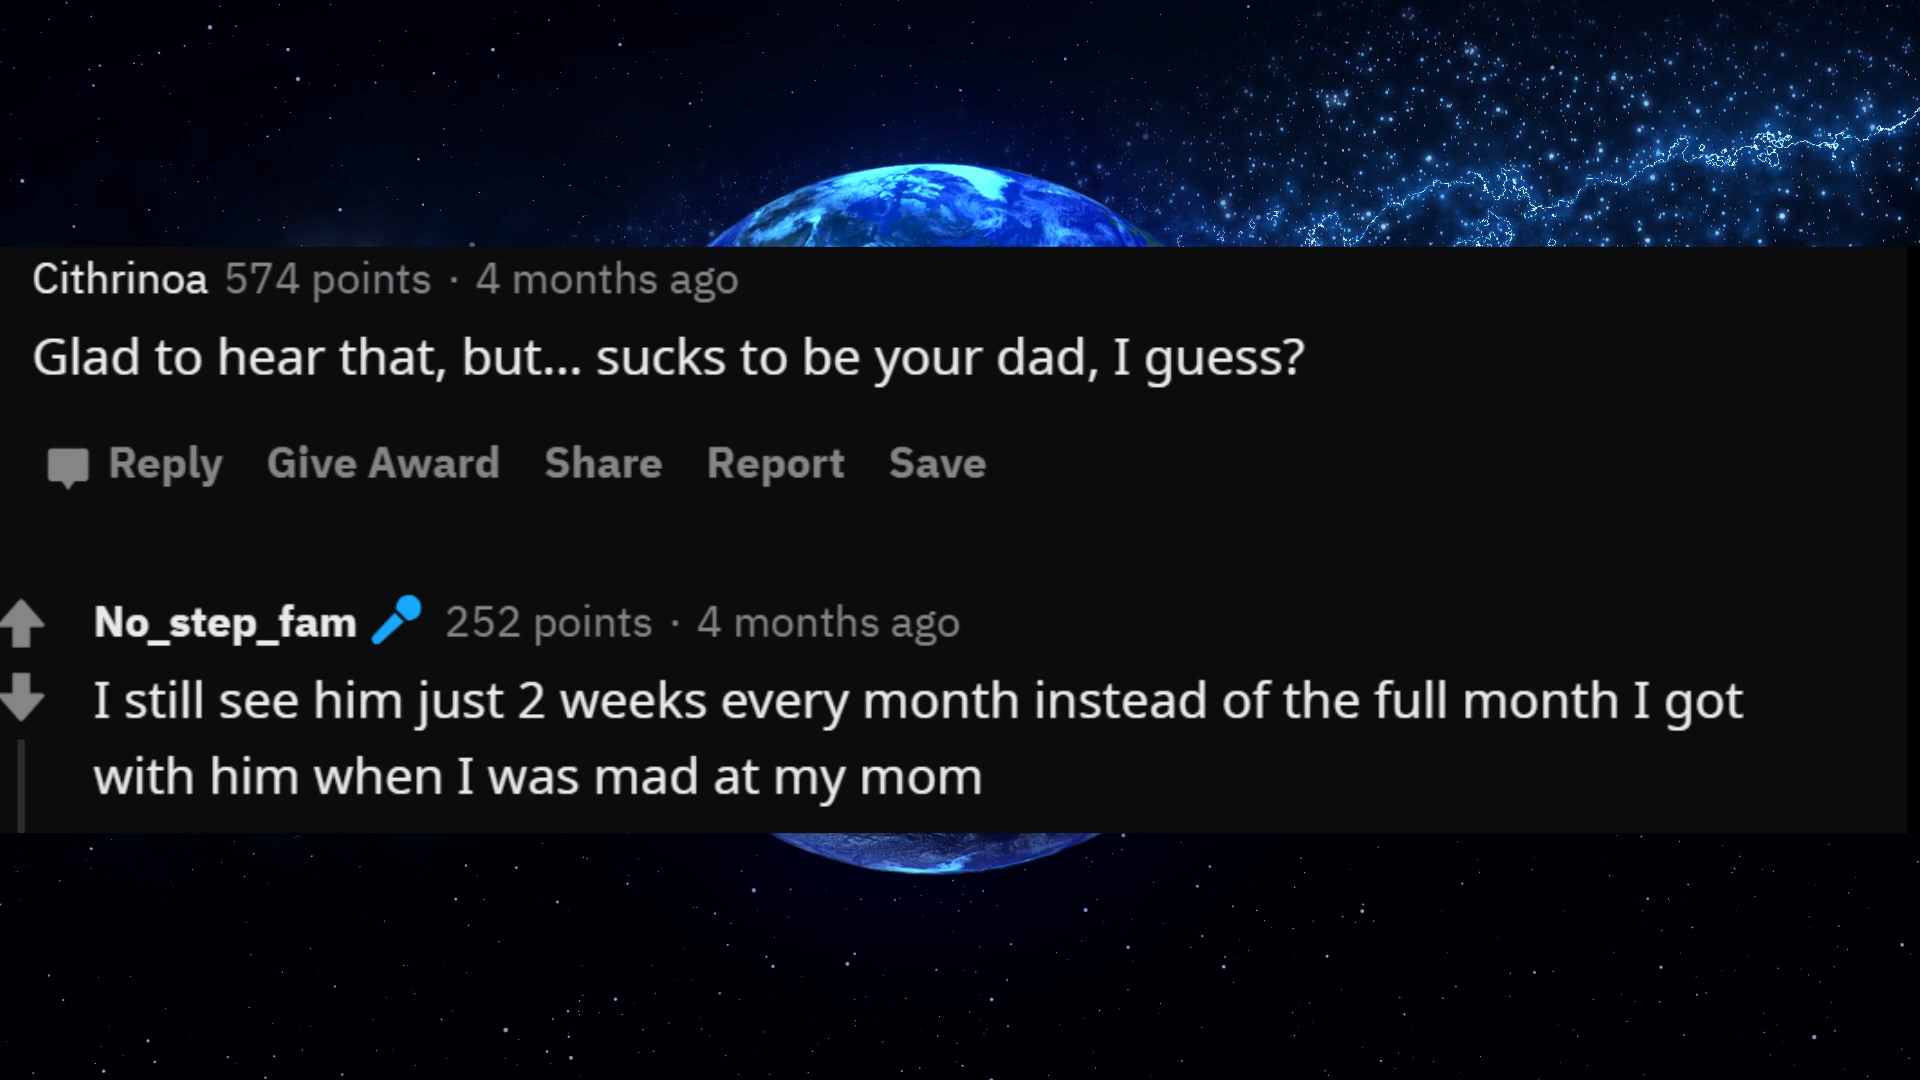 Cithrinoa 574 points · 4 months ago
Glad to hear that, but... sucks to be your dad, I guess?
Reply Give Award Share Report Save
No_step_fam 252 points · 4 months ago
I still see him just 2 weeks every month instead of the full month I got
with him when I was mad at my mom